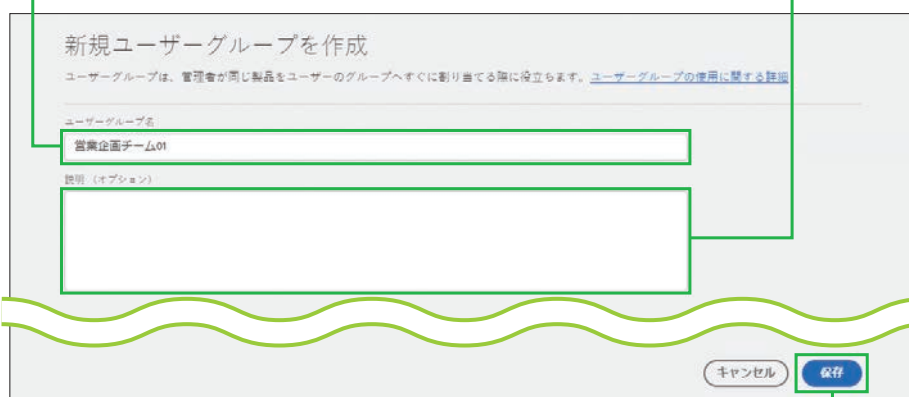 新規ユーザーグループを作成
ユーザーグループは、管理者が同じ製品をユーザーのグループへすぐに割り当てる際に役立ちます。ユーザーグループの使用に関する詳細
ユーザーグループ名
営業企画チーム01
説明（オプション）
キャンセル
保存